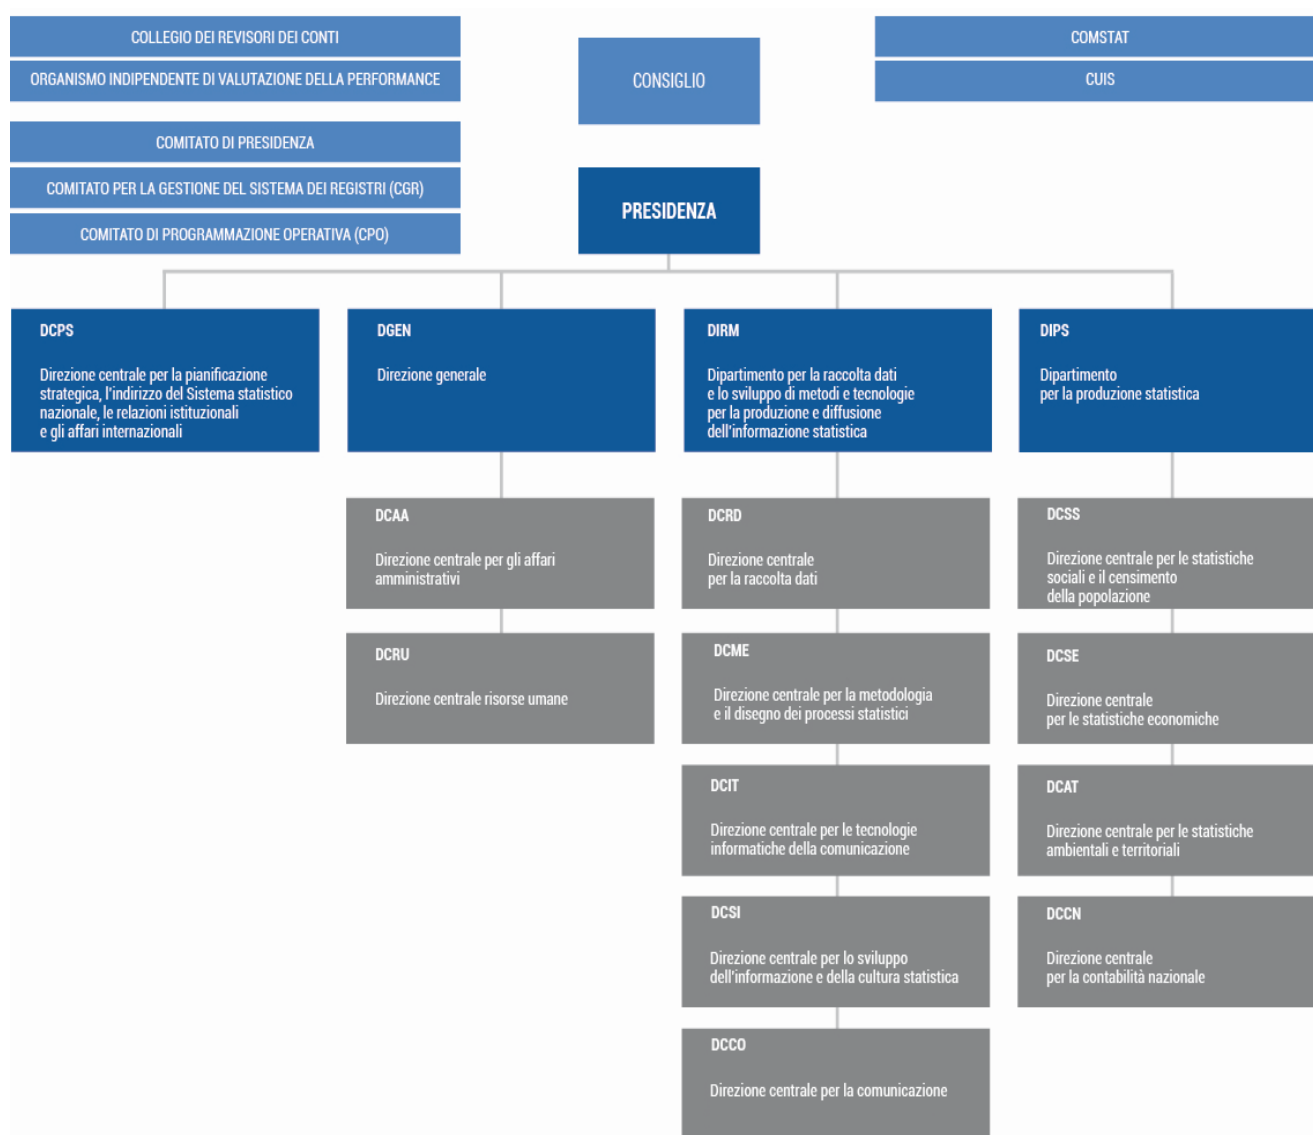 COLLEGIO DEI REVISORI DEI CONTI
ORGANISMO INDIPENDENTE DI VALUTAZIONE DELLA PERFORMANCE
COMITATO DI PRESIDENZA
COMITATO PER LA GESTIONE DEL SISTEMA DEI REGISTRI (CGR)
COMITATO DI PROGRAMMAZIONE OPERATIVA (CPO)
CONSIGLIO
PRESIDENZA
COMSTAT
CUIS
DCPS
Direzione centrale per la pianificazione
strategica, l'indirizzo del Sistema statistico
nazionale, le relazioni istituzionali
e gli affari internazionali
DGEN
Direzione generale
DIRM
Dipartimento per la raccolta dati
e lo sviluppo di metodi e tecnologie
per la produzione e diffusione
dell'informazione statistica
DIPS
Dipartimento
per la produzione statistica
DCAA
Direzione centrale per gli affari
amministrativi
DCRU
Direzione centrale risorse umane
DCRD
Direzione centrale
per la raccolta dati
DCME
Direzione centrale per la metodologia
e il disegno dei processi statistici
DCIT
Direzione centrale per le tecnologie
informatiche della comunicazione
DCSI
Direzione centrale per lo sviluppo
dell'informazione e della cultura statistica
DCCO
Direzione centrale per la comunicazione
DCSS
Direzione centrale per le statistiche
sociali e il censimento
della popolazione
DCSE
Direzione centrale
per le statistiche economiche
DCAT
Direzione centrale per le statistiche
ambientali e territoriali
DCCN
Direzione centrale
per la contabilità nazionale